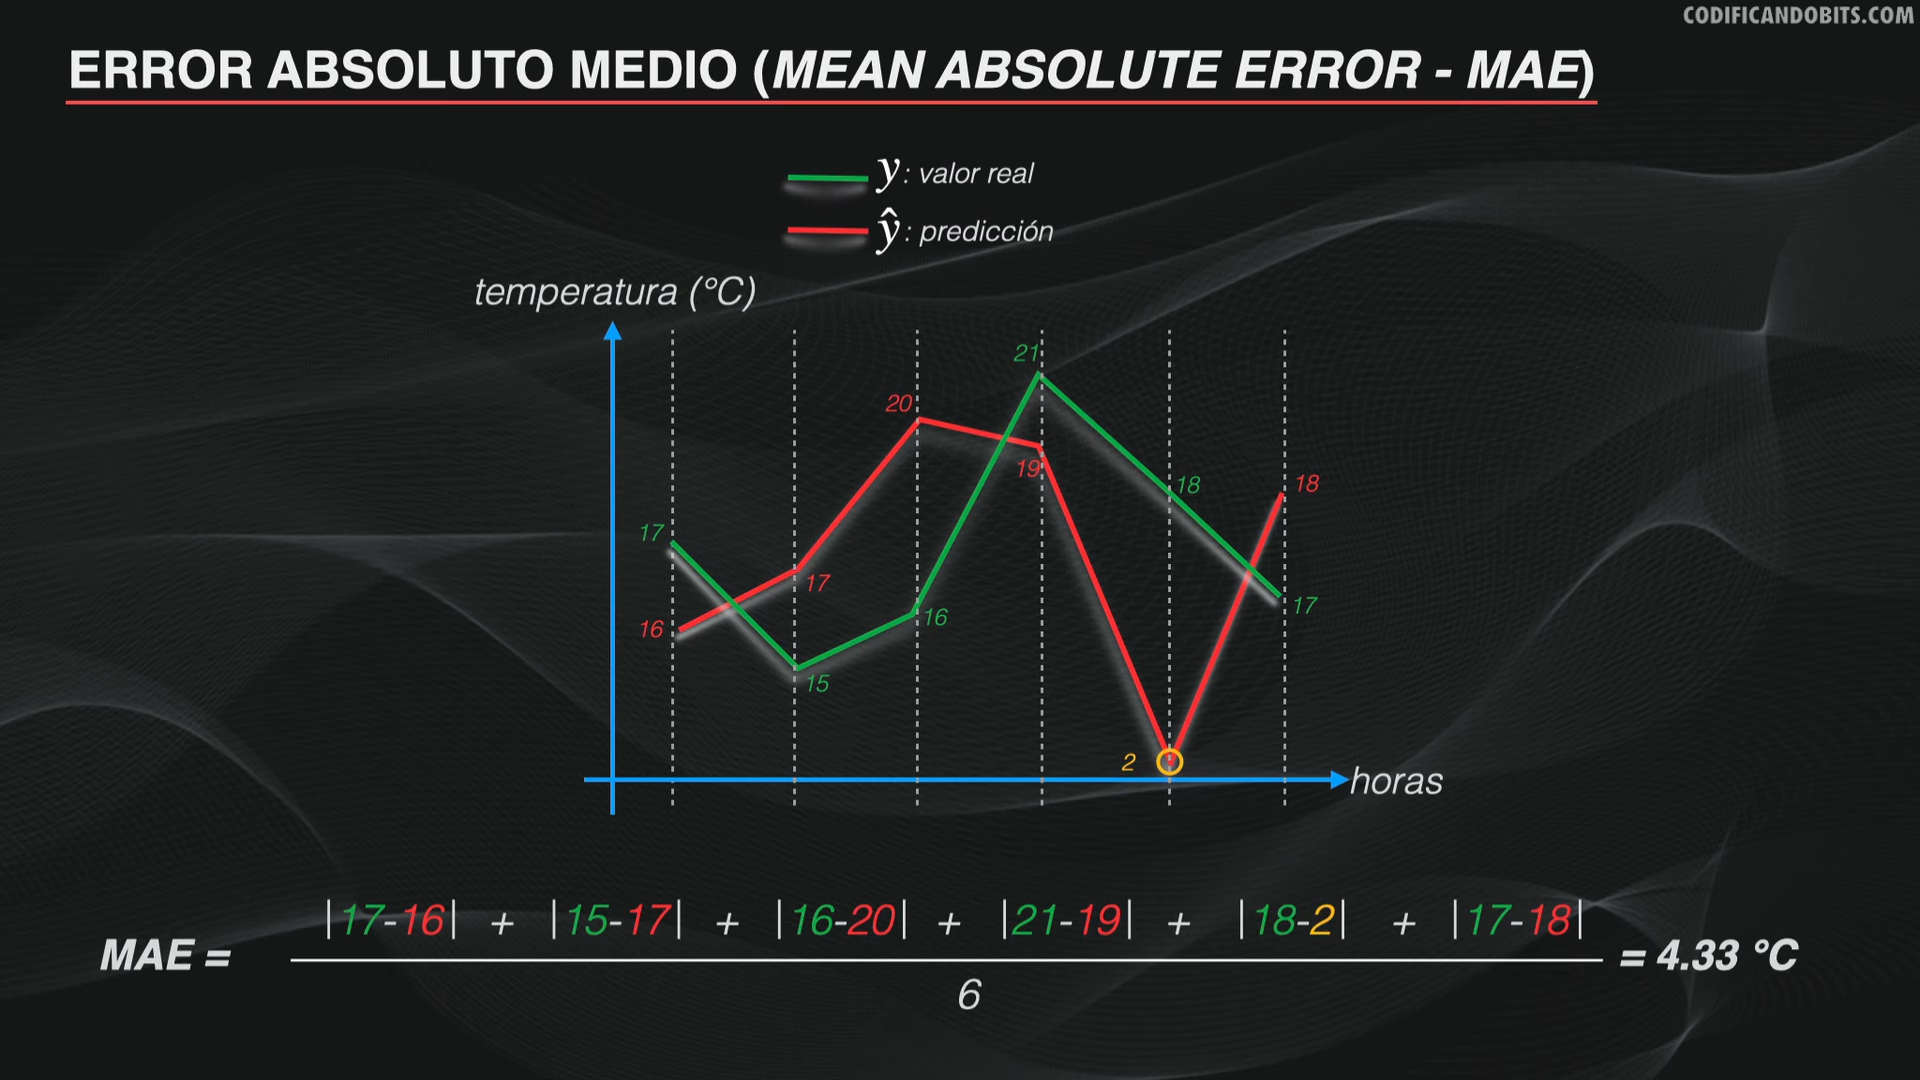 CODIFICANDOBITS.COM
ERROR ABSOLUTO MEDIO (MEAN ABSOLUTE ERROR - MAE)
y: valor real
ŷ: predicción
temperatura (°C)
21
20
19
18
18
17
17
16
16
17
15
2
horas
|17-16| + |15-17| + |16-20| + |21-19| + |18-2| + |17-18|
MAE = = 4.33 °C
6